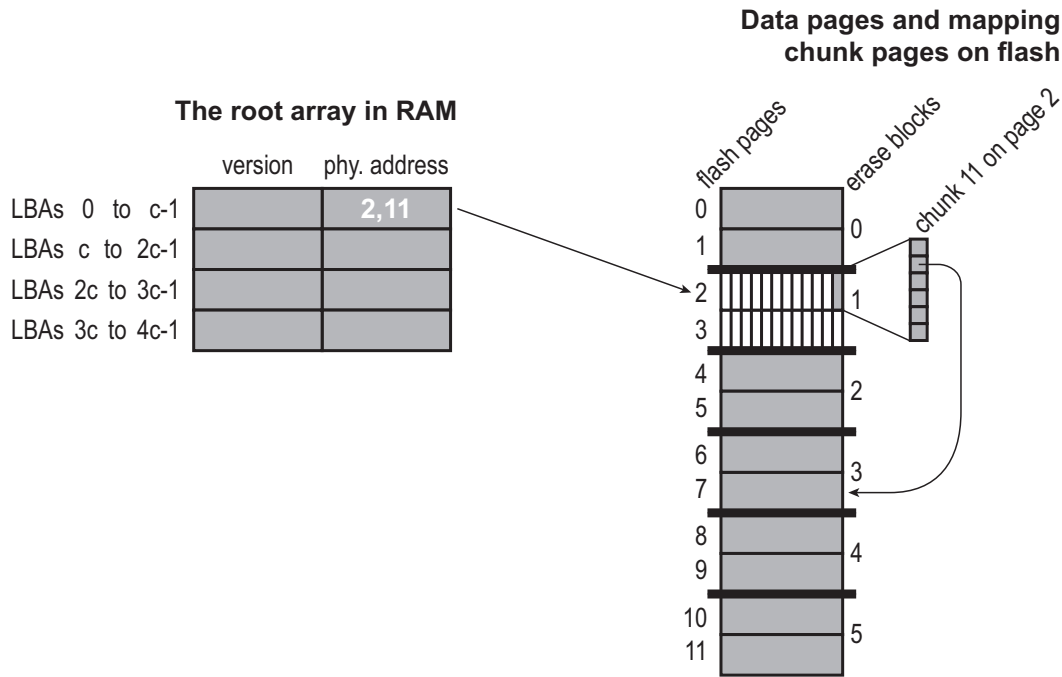 Data pages and mapping
chunk pages on flash
The root array in RAM
version phy. address
LBAs 0 to c-1
2,11
LBAs c to 2c-1
LBAs 2c to 3c-1
LBAs 3c to 4c-1
flash pages
erase blocks
chunk 11 on page 2
0
1
2
3
4
5
6
7
8
9
10
11
0
1
2
3
4
5